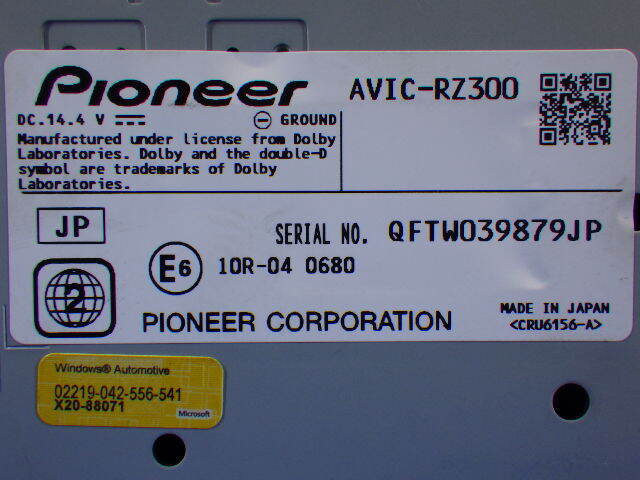 Pioneer
AVIC-RZ300
DC.14.4 V
GROUND
Manufactured under license from Dolby
Laboratories. Dolby and the double-D
symbol are trademarks of Dolby
Laboratories.
JP
SERIAL NO. QFTW039879JP
2
E6 10R-04 0680
PIONEER CORPORATION
MADE IN JAPAN
<CRU6156-A>
Windows® Automotive
02219-042-556-541
X20-88071
Microsoft